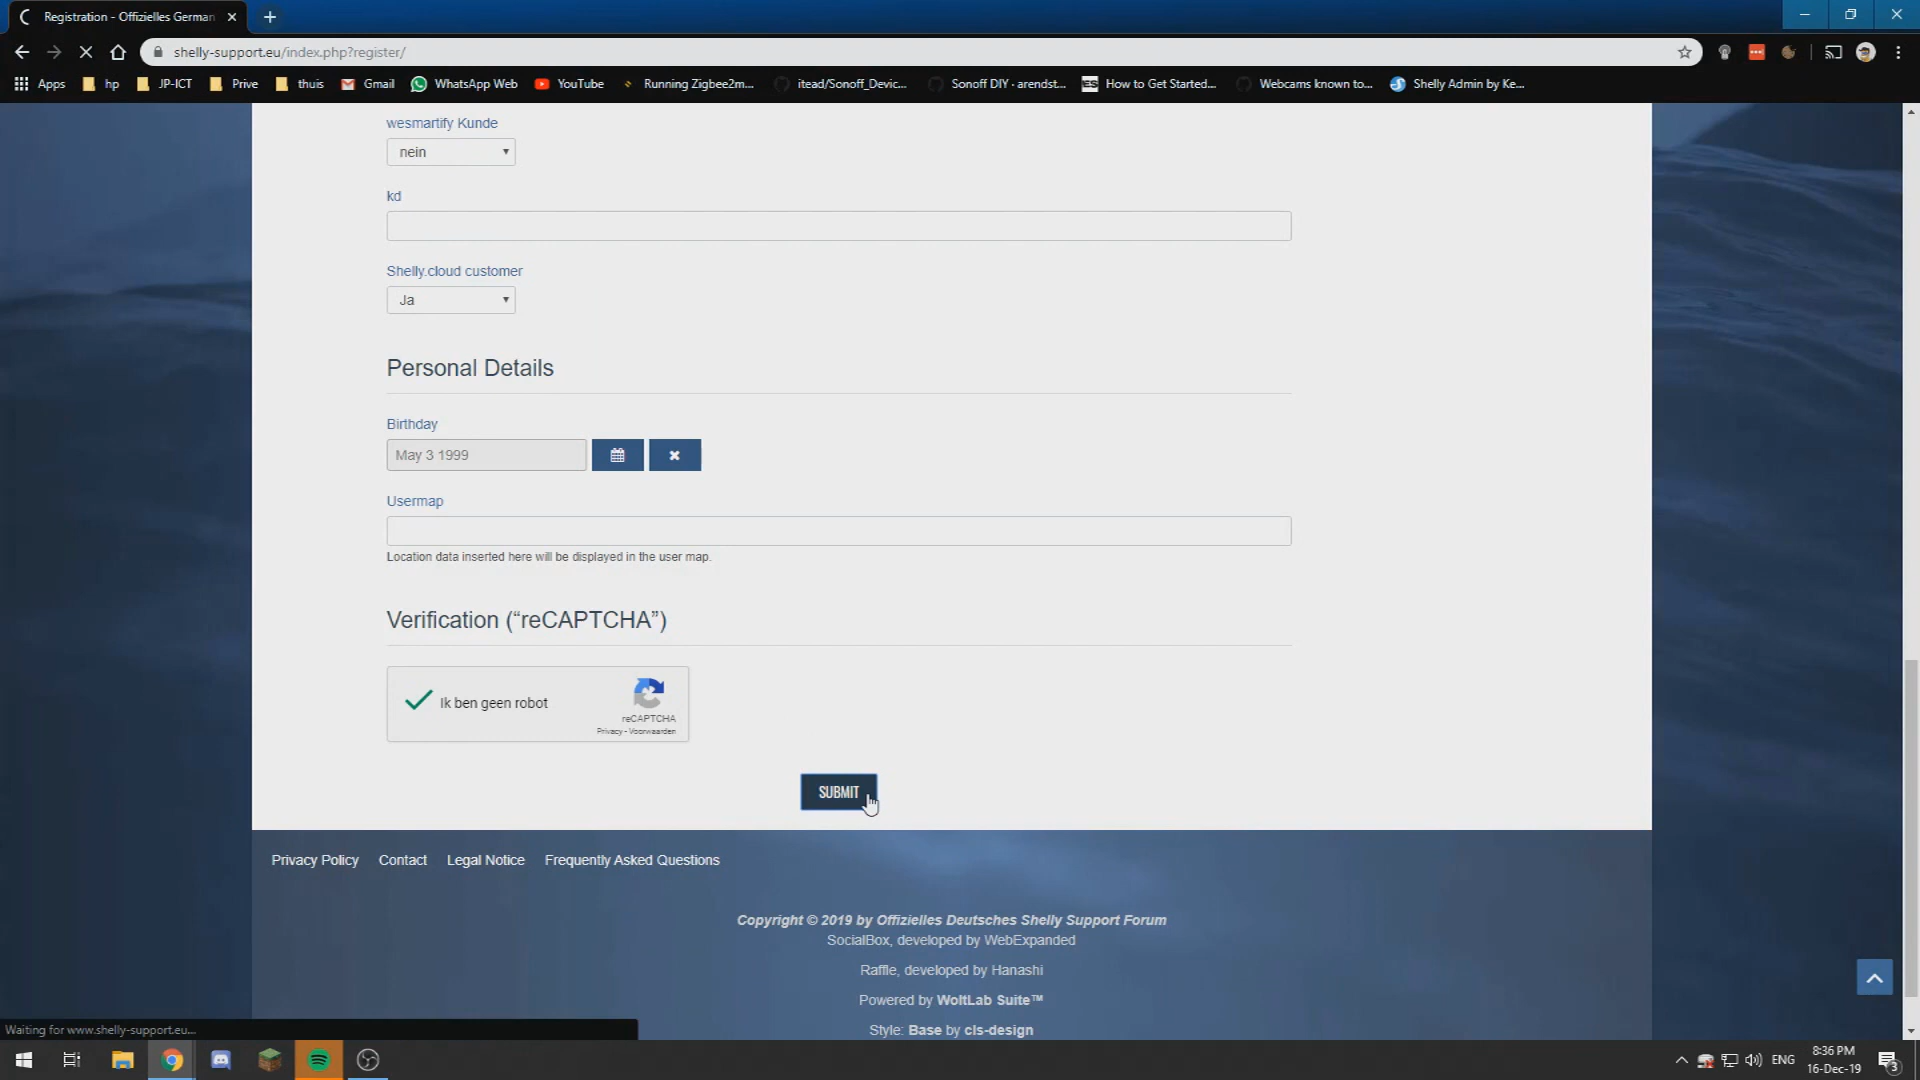 Registration - Offizielles German
shelly-support.eu/index.php?register/
Apps hp JP-ICT Prive thuis Gmail WhatsApp Web YouTube Running Zigbee2m... itead/Sonoff_Devic... Sonoff DIY · arendst... How to Get Started... Webcams known to... Shelly Admin by Ke...
wesmartify Kunde
nein
kd
Shelly.cloud customer
Ja
Personal Details
Birthday
May 3 1999
Usermap
Location data inserted here will be displayed in the user map.
Verification (“reCAPTCHA”)
Ik ben geen robot
reCAPTCHA
Privacy - Voorwaarden
SUBMIT
Privacy Policy Contact Legal Notice Frequently Asked Questions
Copyright © 2019 by Offizielles Deutsches Shelly Support Forum
SocialBox, developed by WebExpanded
Raffle, developed by Hanashi
Powered by WoltLab Suite™
Style: Base by cls-design
Waiting for www.shelly-support.eu...
ENG
8:36 PM
16-Dec-19
3